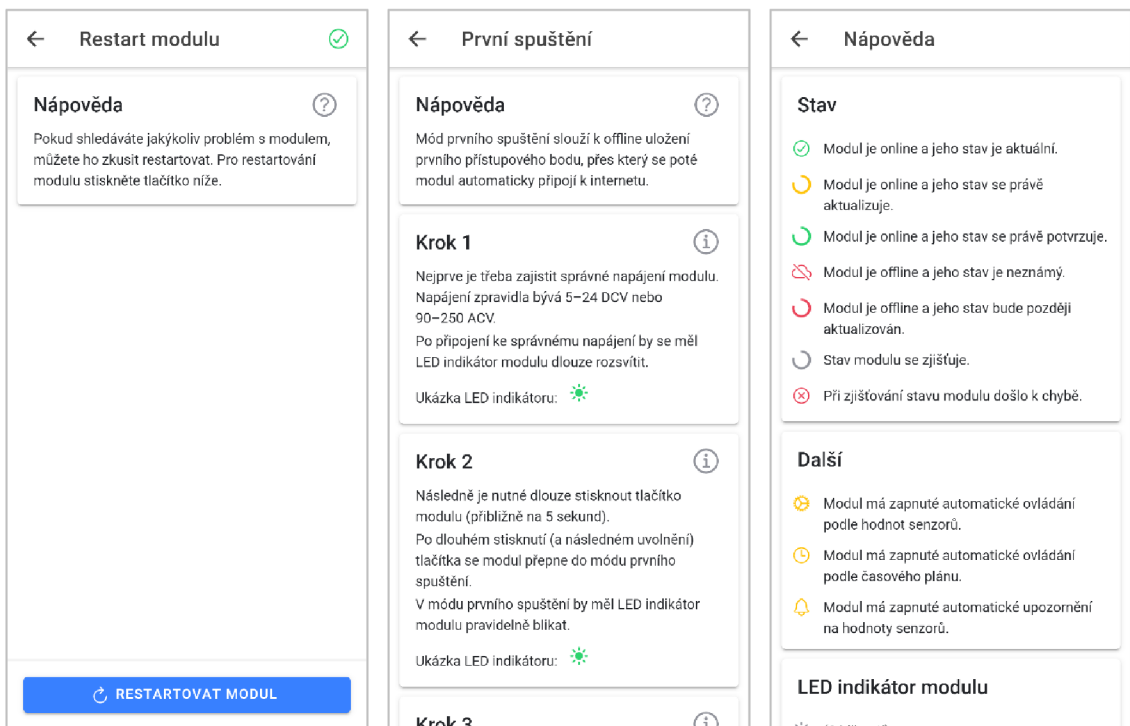 Restart modulu
Nápověda
Pokud shledáváte jakýkoliv problém s modulem,
můžete ho zkusit restartovat. Pro restartování
modulu stiskněte tlačítko níže.
RESTARTOVAT MODUL
První spuštění
Nápověda
Mód prvního spuštění slouží k offline uložení
prvního přístupového bodu, přes který se poté
modul automaticky připojí k internetu.
Krok 1
Nejprve je třeba zajistit správné napájení modulu.
Napájení zpravidla bývá 5–24 DCV nebo
90–250 ACV.
Po připojení ke správnému napájení by se měl
LED indikátor modulu dlouze rozsvítit.
Ukázka LED indikátoru:
Krok 2
Následně je nutné dlouze stisknout tlačítko
modulu (přibližně na 5 sekund).
Po dlouhém stisknutí (a následném uvolnění)
tlačítka se modul přepne do módu prvního
spuštění.
V módu prvního spuštění by měl LED indikátor
modulu pravidelně blikat.
Ukázka LED indikátoru:
Krok 3
Nápověda
Stav
Modul je online a jeho stav je aktuální.
Modul je online a jeho stav se právě
aktualizuje.
Modul je online a jeho stav se právě potvrzuje.
Modul je offline a jeho stav je neznámý.
Modul je offline a jeho stav bude později
aktualizován.
Stav modulu se zjišťuje.
Při zjišťování stavu modulu došlo k chybě.
Další
Modul má zapnuté automatické ovládání
podle hodnot senzorů.
Modul má zapnuté automatické ovládání
podle časového plánu.
Modul má zapnuté automatické upozornění
na hodnoty senzorů.
LED indikátor modulu